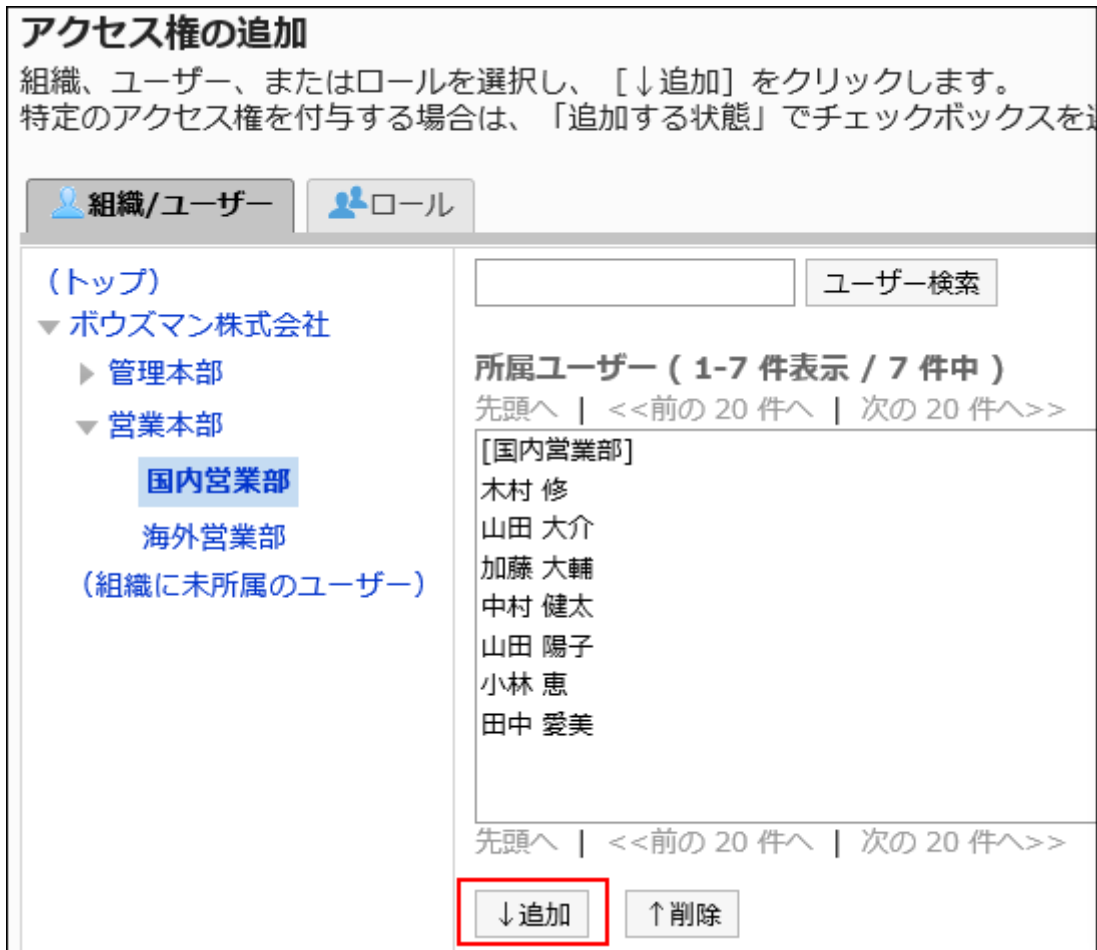 アクセス権の追加
組織、ユーザー、またはロールを選択し、［↓追加］をクリックします。
特定のアクセス権を付与する場合は、「追加する状態」でチェックボックスを
組織/ユーザー
ロール
（トップ）
ボウズマン株式会社
管理本部
営業本部
国内営業部
海外営業部
（組織に未所属のユーザー）
ユーザー検索
所属ユーザー ( 1-7 件表示 / 7 件中 )
先頭へ | <<前の 20 件へ | 次の 20 件へ>>
[国内営業部]
木村 修
山田 大介
加藤 大輔
中村 健太
山田 陽子
小林 恵
田中 愛美
先頭へ | <<前の 20 件へ | 次の 20 件へ>>
↓追加
↑削除